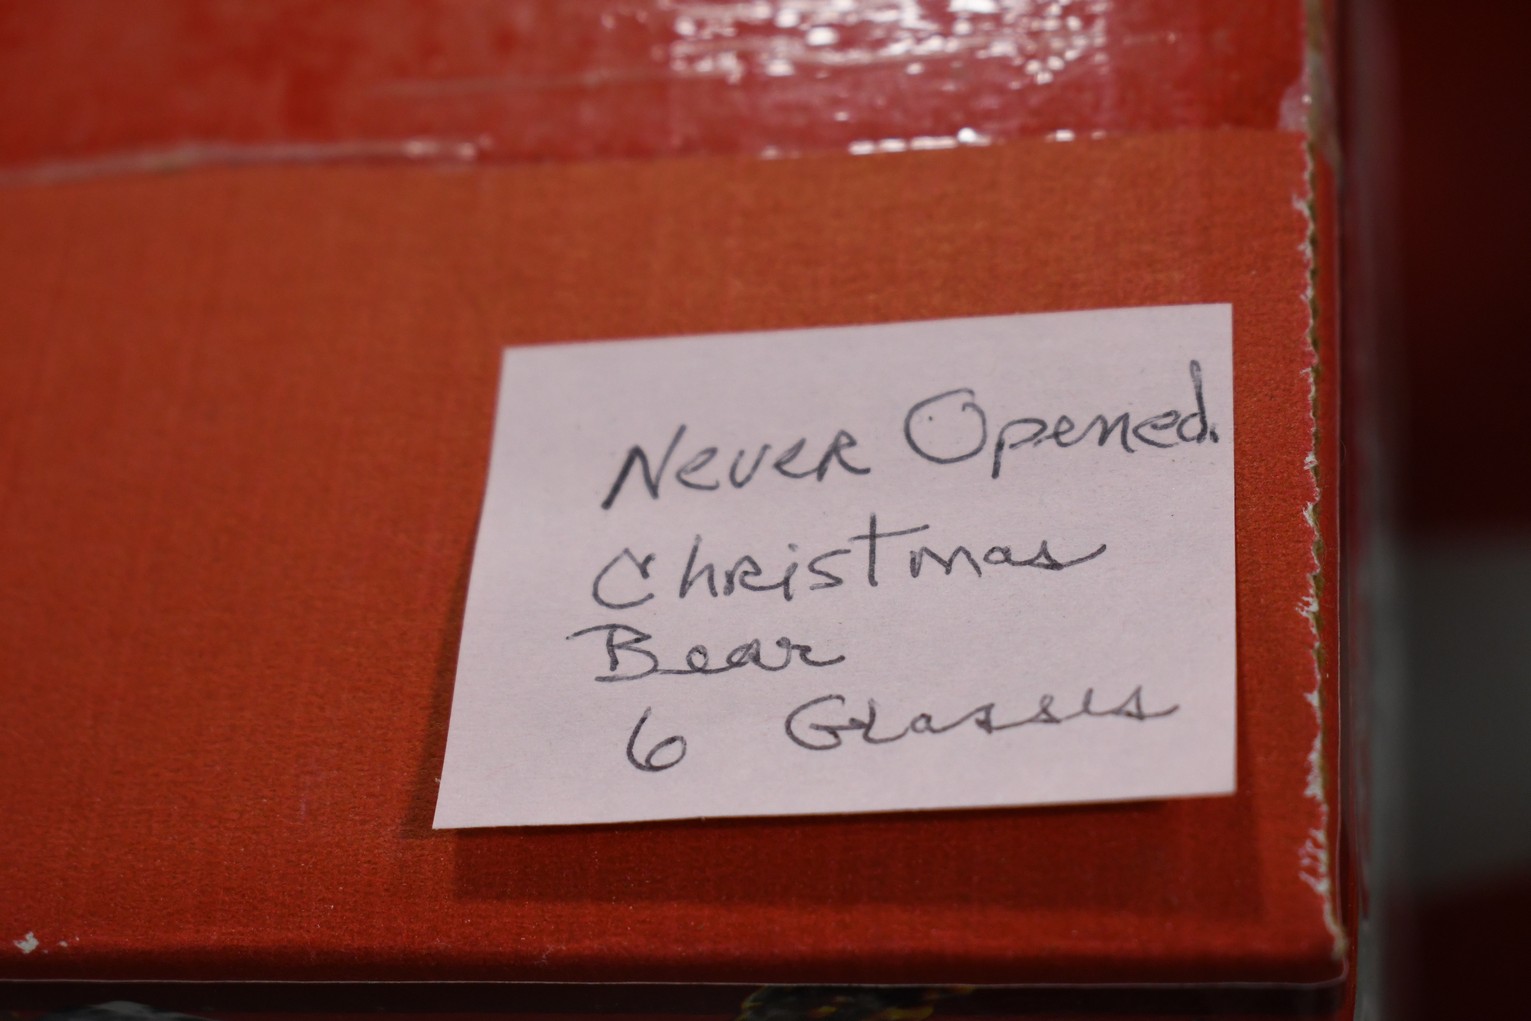 Never Opened.
Christmas
Bear
6 Glasses